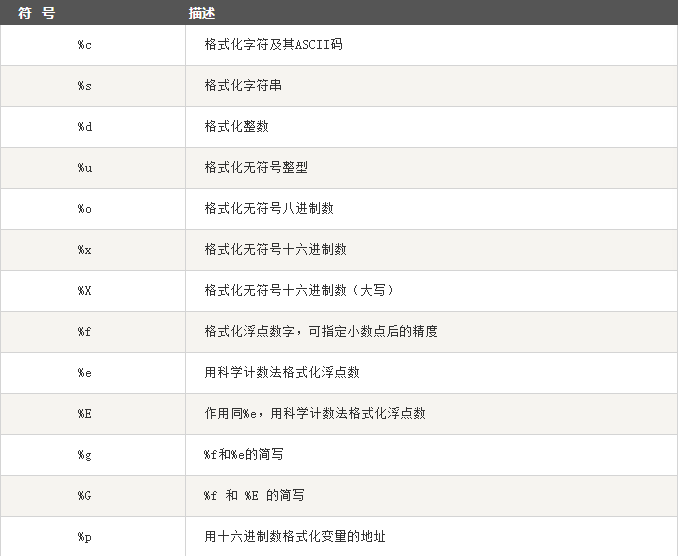 符 号 描述
%c 格式化字符及其ASCII码
%s 格式化字符串
%d 格式化整数
%u 格式化无符号整型
%o 格式化无符号八进制数
%x 格式化无符号十六进制数
%X 格式化无符号十六进制数（大写）
%f 格式化浮点数字，可指定小数点后的精度
%e 用科学计数法格式化浮点数
%E 作用同%e，用科学计数法格式化浮点数
%g %f和%e的简写
%G %f 和 %E 的简写
%p 用十六进制数格式化变量的地址